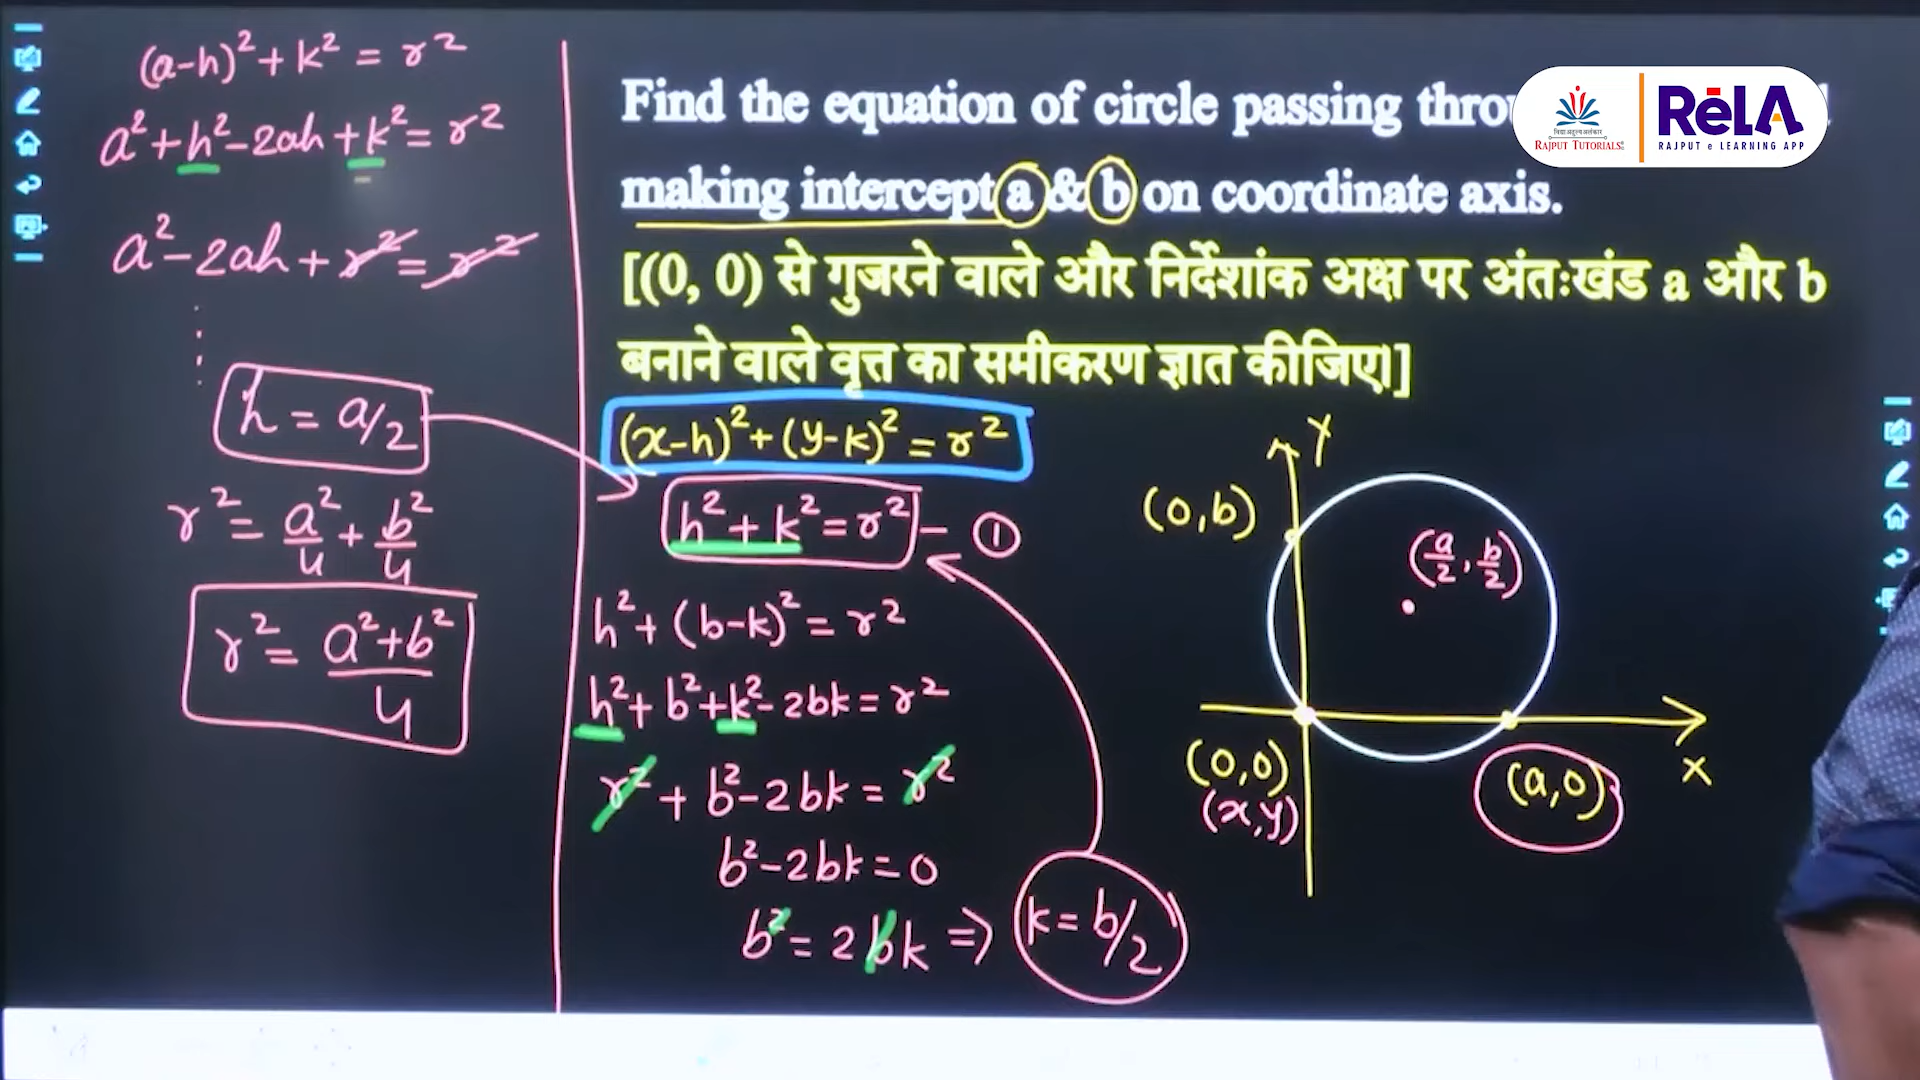 (a-h)² + k² = r²
a² + h² - 2ah + k² = r²
a² - 2ah + r² = r²
h = a/2
r² = a²/4 + b²/4
r² = (a² + b²)/4
Find the equation of circle passing
making intercept a & b on coordinate axis.
[(0, 0) से गुजरने वाले और निर्देशांक अक्ष पर अंतःखंड a और b
बनाने वाले वृत्त का समीकरण ज्ञात कीजिए।]
(x-h)² + (y-k)² = r²
h² + k² = r² - ①
h² + (b-k)² = r²
h² + b² + k² - 2bk = r²
r² + b² - 2bk = r²
b² - 2bk = 0
b² = 2bk ⇒ k = b/2
Y
(0,b)
(a/2, b/2)
(0,0)
(x,y)
(a,0)
X
विद्या अतुल्य अलंकार
RAJPUT TUTORIALS
RELA
RAJPUT e LEARNING APP